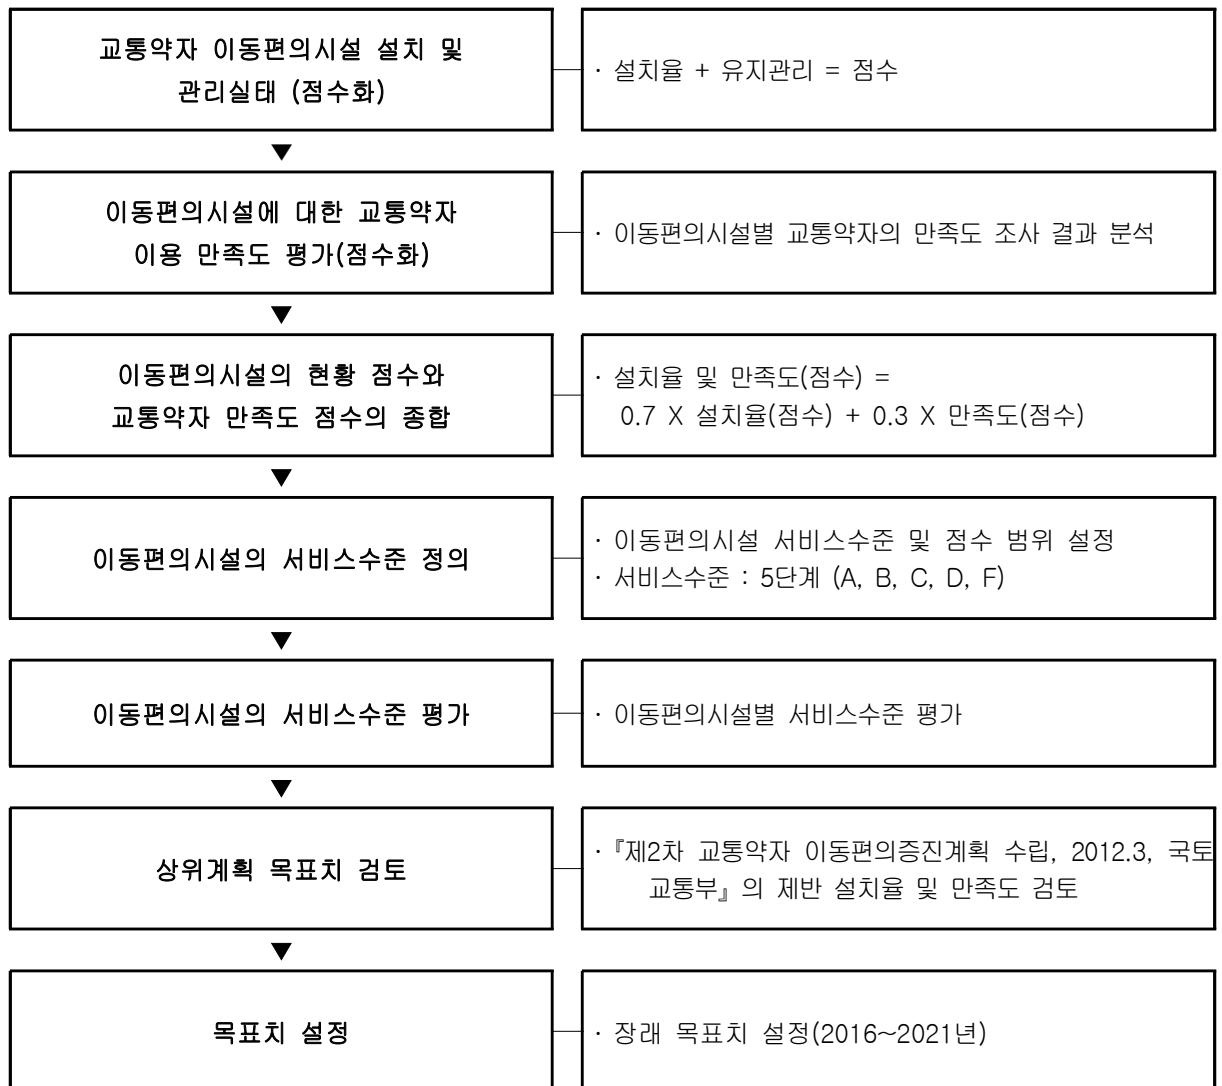 교통약자 이동편의시설 설치 및
관리실태 (점수화)
· 설치율 + 유지관리 = 점수
▼
이동편의시설에 대한 교통약자
이용 만족도 평가(점수화)
· 이동편의시설별 교통약자의 만족도 조사 결과 분석
▼
이동편의시설의 현황 점수와
교통약자 만족도 점수의 종합
· 설치율 및 만족도(점수) =
0.7 X 설치율(점수) + 0.3 X 만족도(점수)
▼
이동편의시설의 서비스수준 정의
· 이동편의시설 서비스수준 및 점수 범위 설정
· 서비스수준 : 5단계 (A, B, C, D, F)
▼
이동편의시설의 서비스수준 평가
· 이동편의시설별 서비스수준 평가
▼
상위계획 목표치 검토
·『제2차 교통약자 이동편의증진계획 수립, 2012.3, 국토
교통부』의 제반 설치율 및 만족도 검토
▼
목표치 설정
· 장래 목표치 설정(2016~2021년)